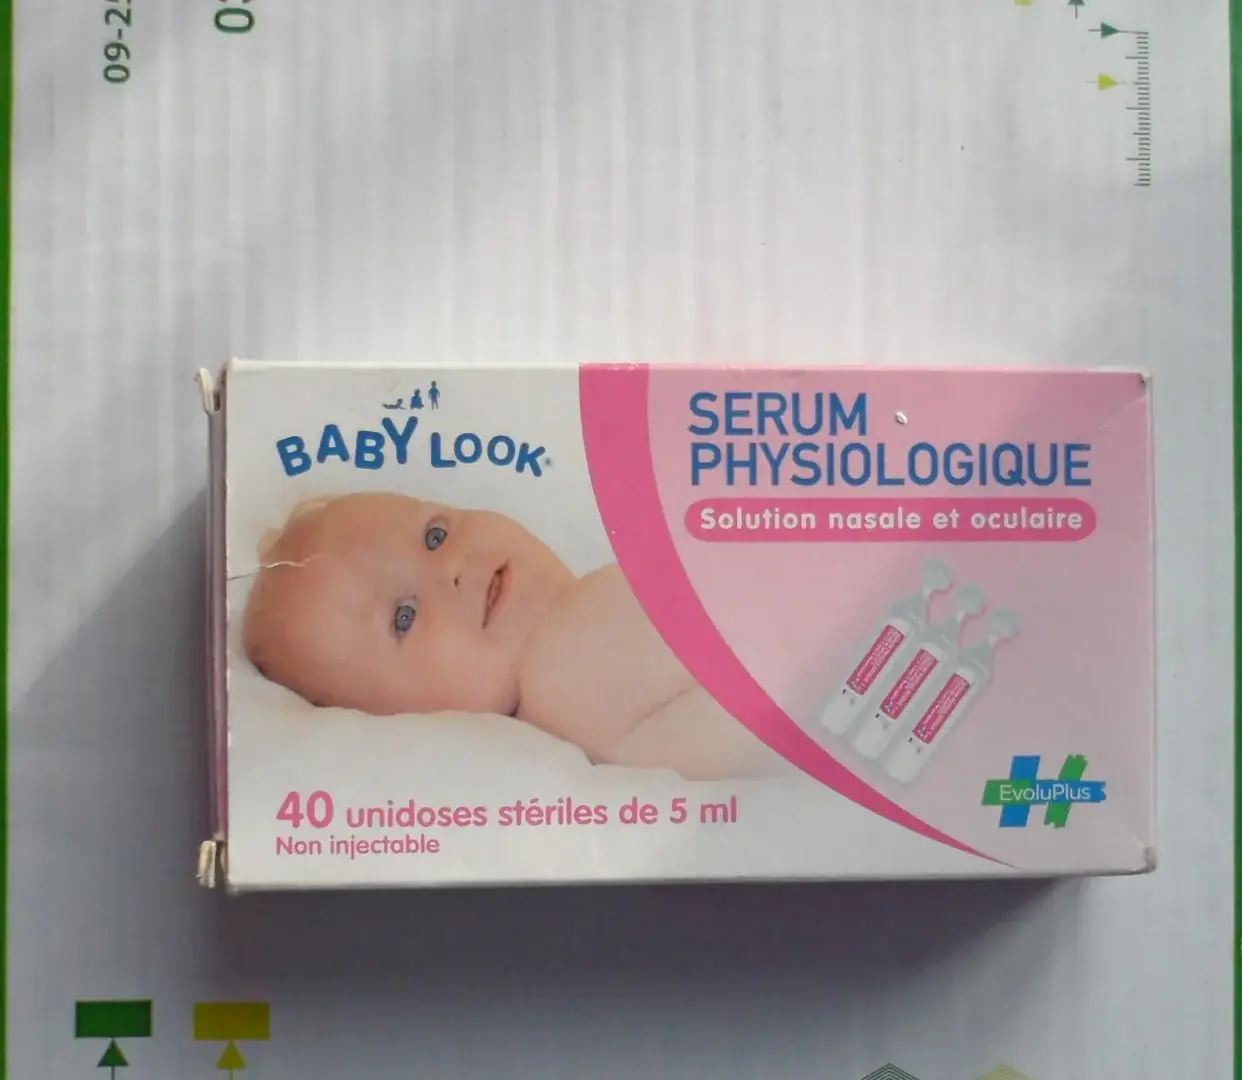 BABY LOOK
SERUM
PHYSIOLOGIQUE
Solution nasale et oculaire
EvoluPlus
40 unidoses stériles de 5 ml
Non injectable